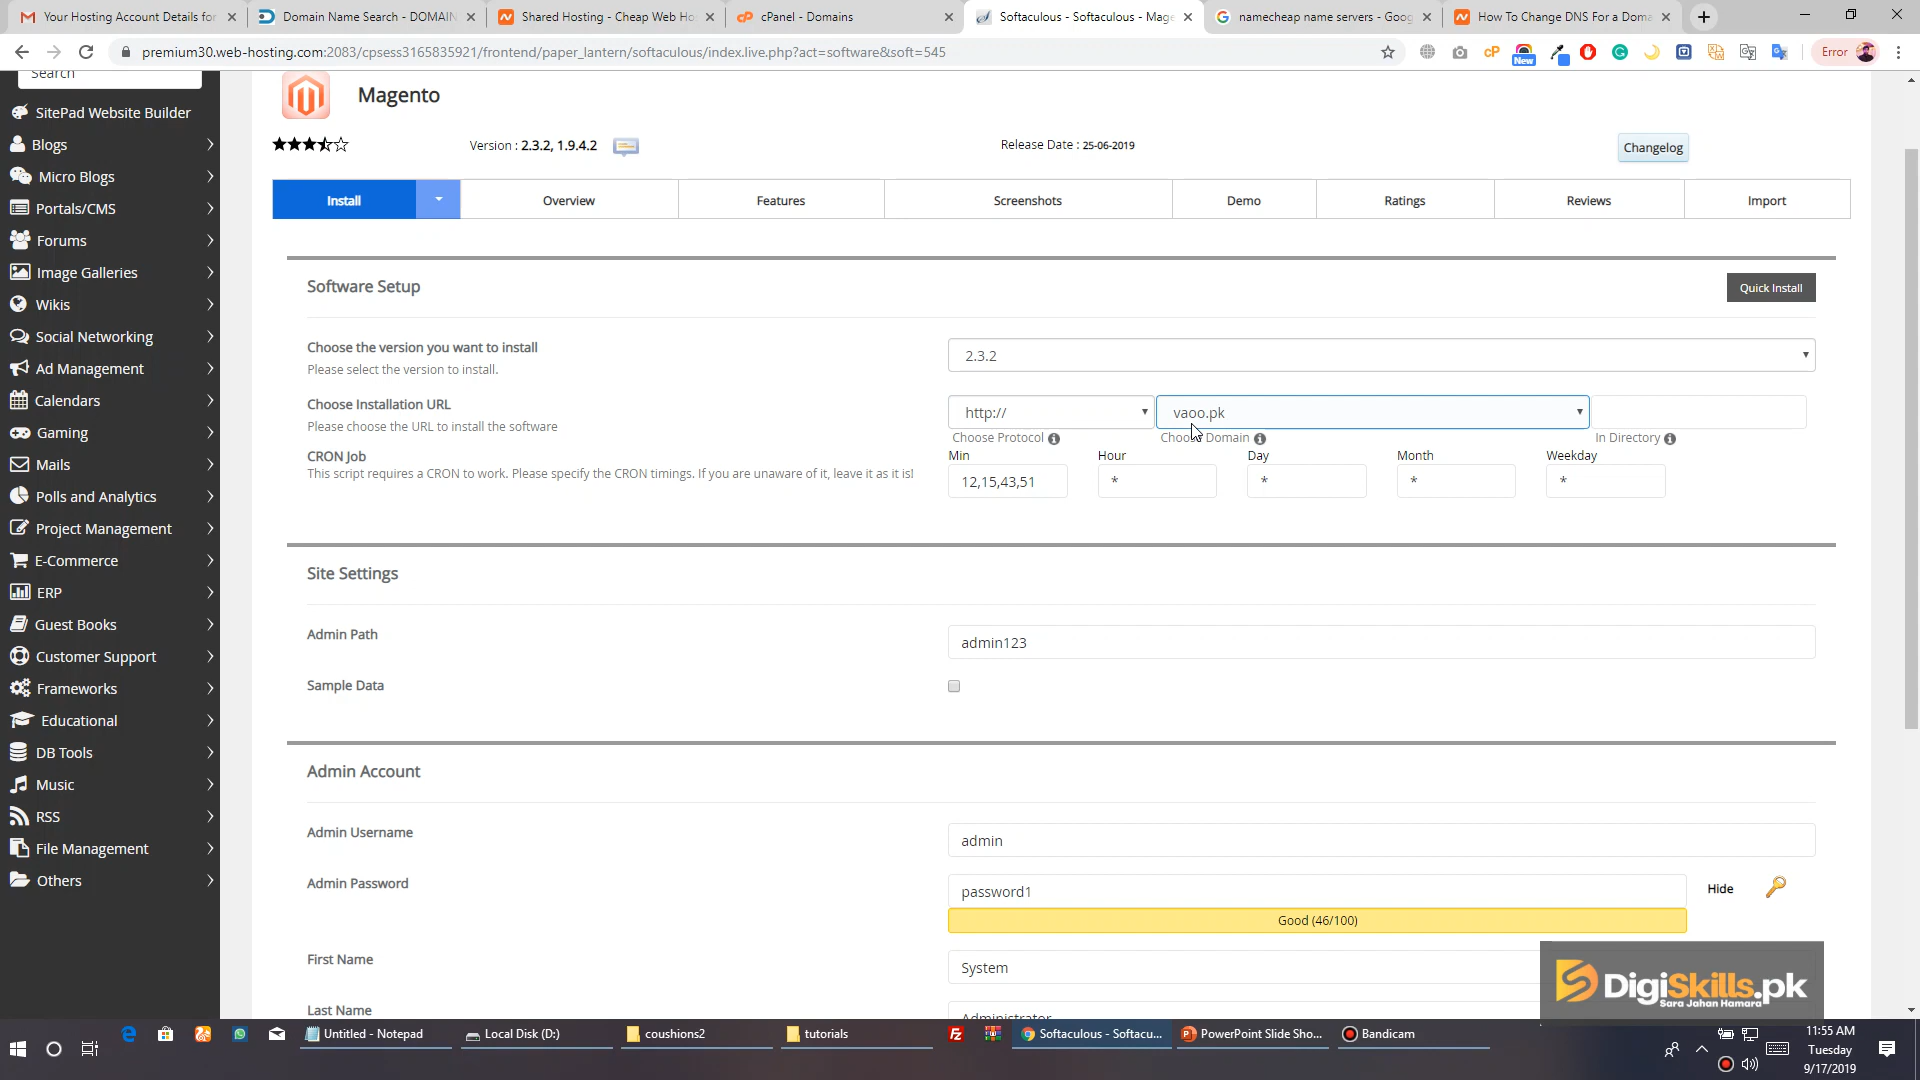 Your Hosting Account Details for
Domain Name Search - DOMAIN
Shared Hosting - Cheap Web Ho
cPanel - Domains
Softaculous - Softaculous - Mage
namecheap name servers - Goog
How To Change DNS For a Doma
premium30.web-hosting.com:2083/cpsess3165835921/frontend/paper_lantern/softaculous/index.live.php?act=software&soft=545
cP
New
Error
Search
SitePad Website Builder
Blogs
Micro Blogs
Portals/CMS
Forums
Image Galleries
Wikis
Social Networking
Ad Management
Calendars
Gaming
Mails
Polls and Analytics
Project Management
E-Commerce
ERP
Guest Books
Customer Support
Frameworks
Educational
DB Tools
Music
RSS
File Management
Others
Magento
Version : 2.3.2, 1.9.4.2
Release Date : 25-06-2019
Changelog
Install
Overview
Features
Screenshots
Demo
Ratings
Reviews
Import
Software Setup
Quick Install
Choose the version you want to install
Please select the version to install.
2.3.2
Choose Installation URL
Please choose the URL to install the software
http://
vaoo.pk
Choose Protocol
Domain
In Directory
CRON Job
This script requires a CRON to work. Please specify the CRON timings. If you are unaware of it, leave it as it is!
Min
Hour
Day
Month
Weekday
12,15,43,51
*
*
*
*
Site Settings
Admin Path
admin123
Sample Data
Admin Account
Admin Username
admin
Admin Password
password1
Hide
Good (46/100)
First Name
System
Last Name
Administrator
DigiSkills.pk
Sara Jahan Hamara
Untitled - Notepad
Local Disk (D:)
coushions2
tutorials
Softaculous - Softacu...
PowerPoint Slide Sho...
Bandicam
11:55 AM
Tuesday
9/17/2019